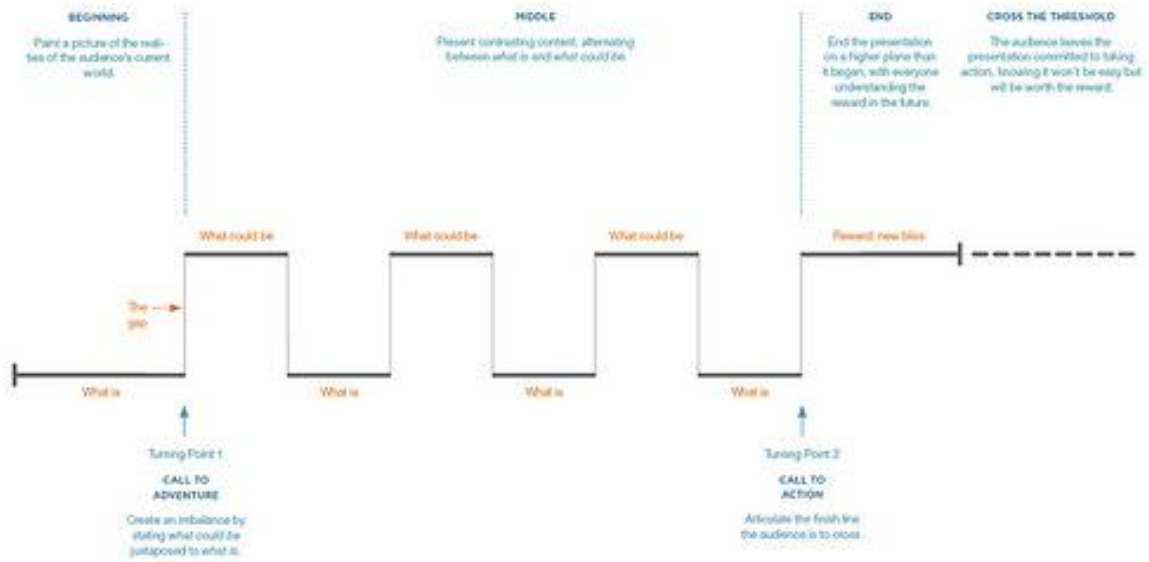 BEGINNING
Paint a picture of the reali-
ties of the audience's current
world.
MIDDLE
Present contrasting content, alternating
between what is and what could be.
END
End the presentation
on a higher plane than
it began, with everyone
understanding the
reward in the future.
CROSS THE THRESHOLD
The audience leaves the
presentation committed to taking
action, knowing it won't be easy but
will be worth the reward.
What could be
What could be
What could be
Reward: new bliss
The
gap
What is
What is
What is
What is
Turning Point 1
CALL TO
ADVENTURE
Create an imbalance by
stating what could be
juxtaposed to what is.
Turning Point 2
CALL TO
ACTION
Articulate the finish line
the audience is to cross.